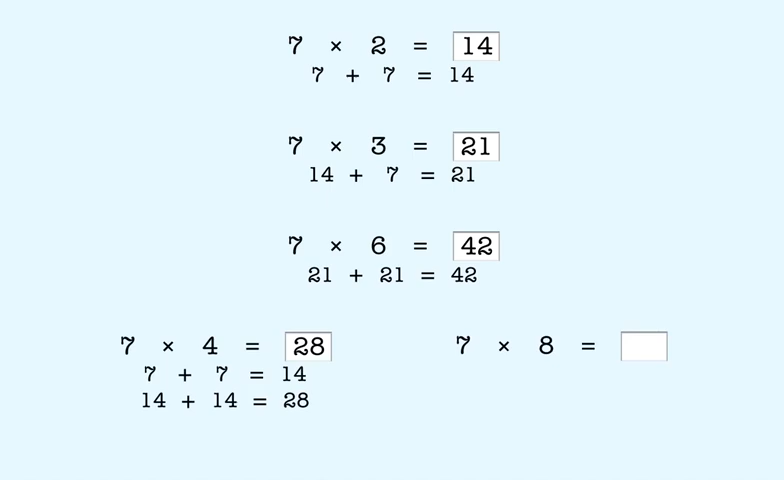 7 × 2 = 14
7 + 7 = 14
7 × 3 = 21
14 + 7 = 21
7 × 6 = 42
21 + 21 = 42
7 × 4 = 28
7 + 7 = 14
14 + 14 = 28
7 × 8 =